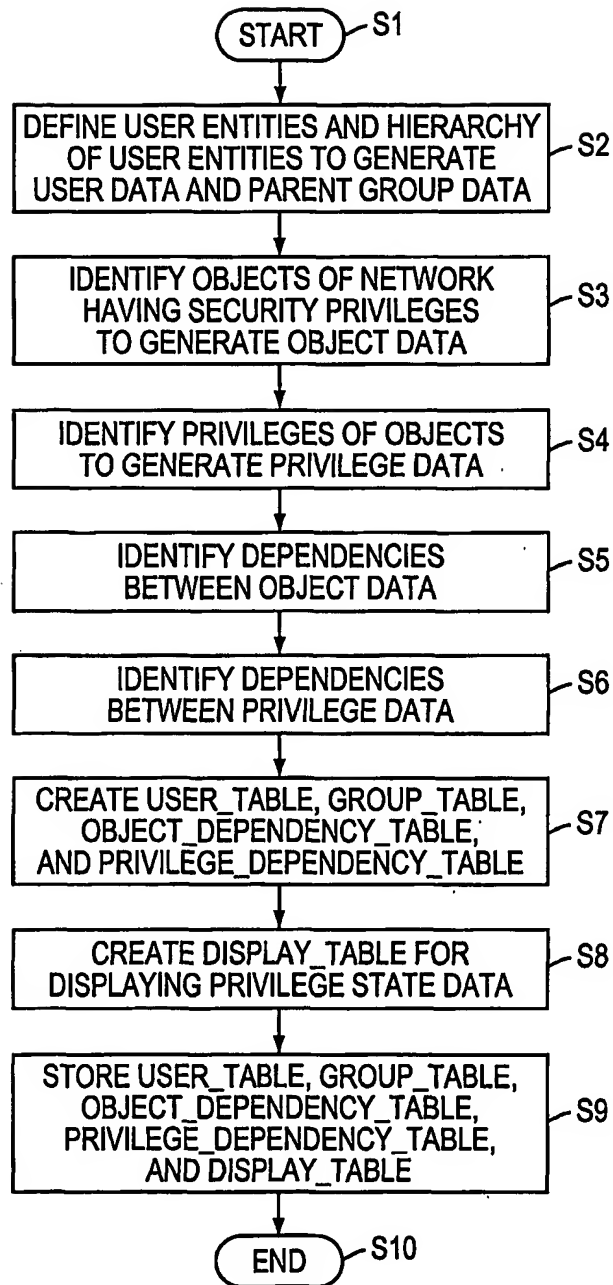 START
S1
DEFINE USER ENTITIES AND HIERARCHY
OF USER ENTITIES TO GENERATE
USER DATA AND PARENT GROUP DATA
S2
IDENTIFY OBJECTS OF NETWORK
HAVING SECURITY PRIVILEGES
TO GENERATE OBJECT DATA
S3
IDENTIFY PRIVILEGES OF OBJECTS
TO GENERATE PRIVILEGE DATA
S4
IDENTIFY DEPENDENCIES
BETWEEN OBJECT DATA
S5
IDENTIFY DEPENDENCIES
BETWEEN PRIVILEGE DATA
S6
CREATE USER_TABLE, GROUP_TABLE,
OBJECT_DEPENDENCY_TABLE,
AND PRIVILEGE_DEPENDENCY_TABLE
S7
CREATE DISPLAY_TABLE FOR
DISPLAYING PRIVILEGE STATE DATA
S8
STORE USER_TABLE, GROUP_TABLE,
OBJECT_DEPENDENCY_TABLE,
PRIVILEGE_DEPENDENCY_TABLE,
AND DISPLAY_TABLE
S9
END
S10